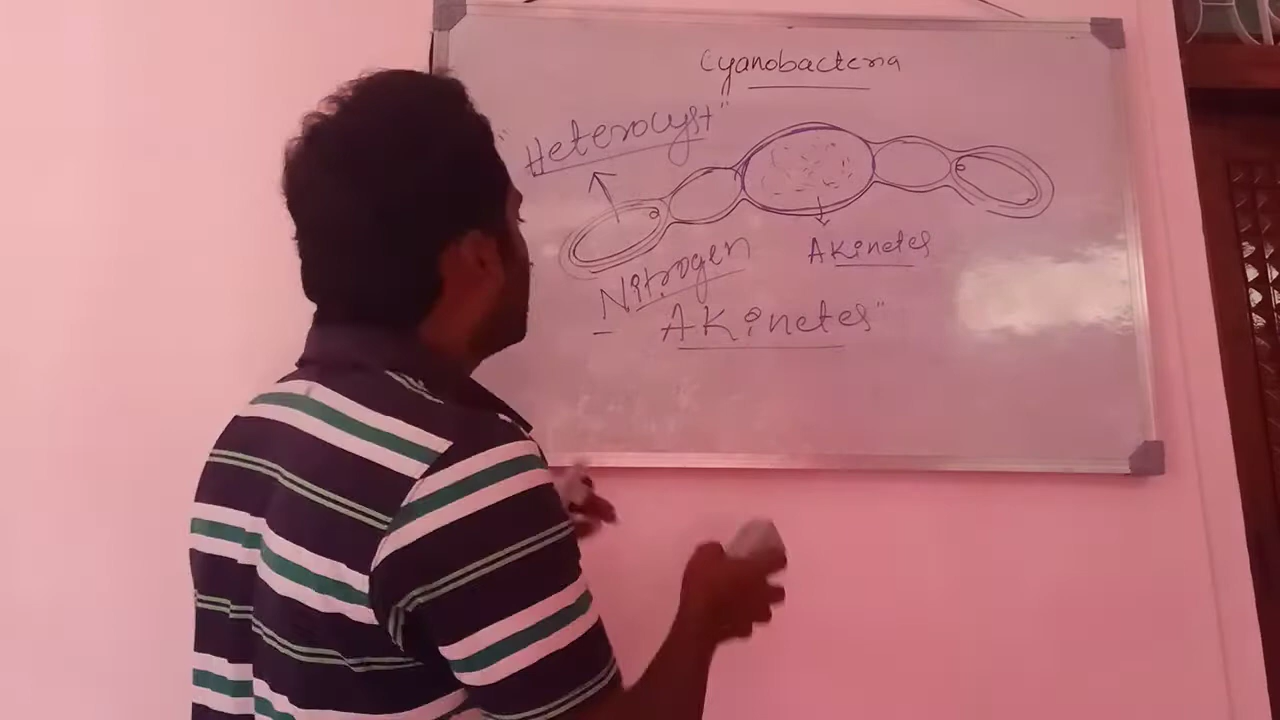 Cyanobacteria
"Heterocyst"
Nitrogen
Akinetes
- Akinetes"